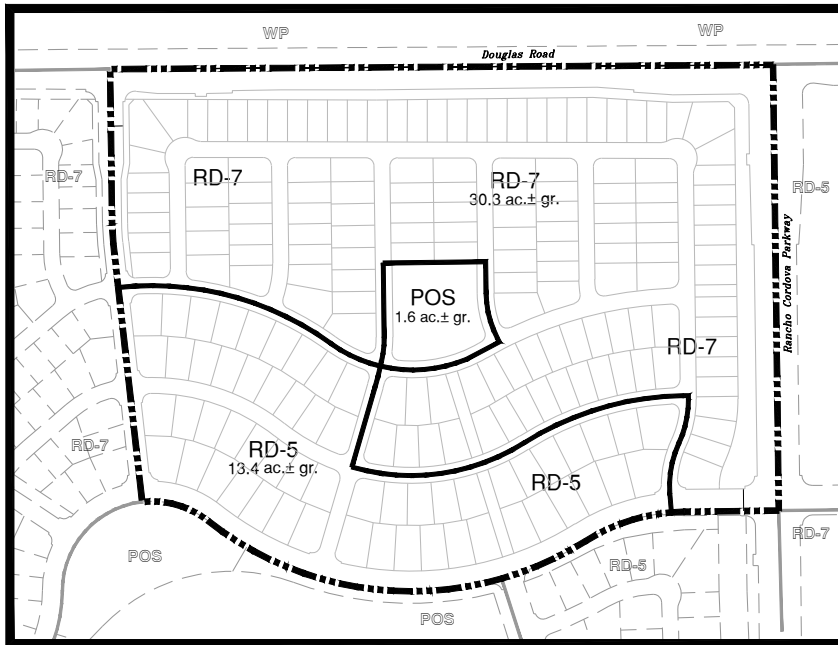 WP
WP
Douglas Road
RD-7
RD-7
RD-7
30.3 ac.± gr.
RD-5
Rancho Cordova Parkway
POS
1.6 ac.± gr.
RD-7
RD-7
RD-5
13.4 ac.± gr.
RD-5
RD-7
POS
RD-5
POS